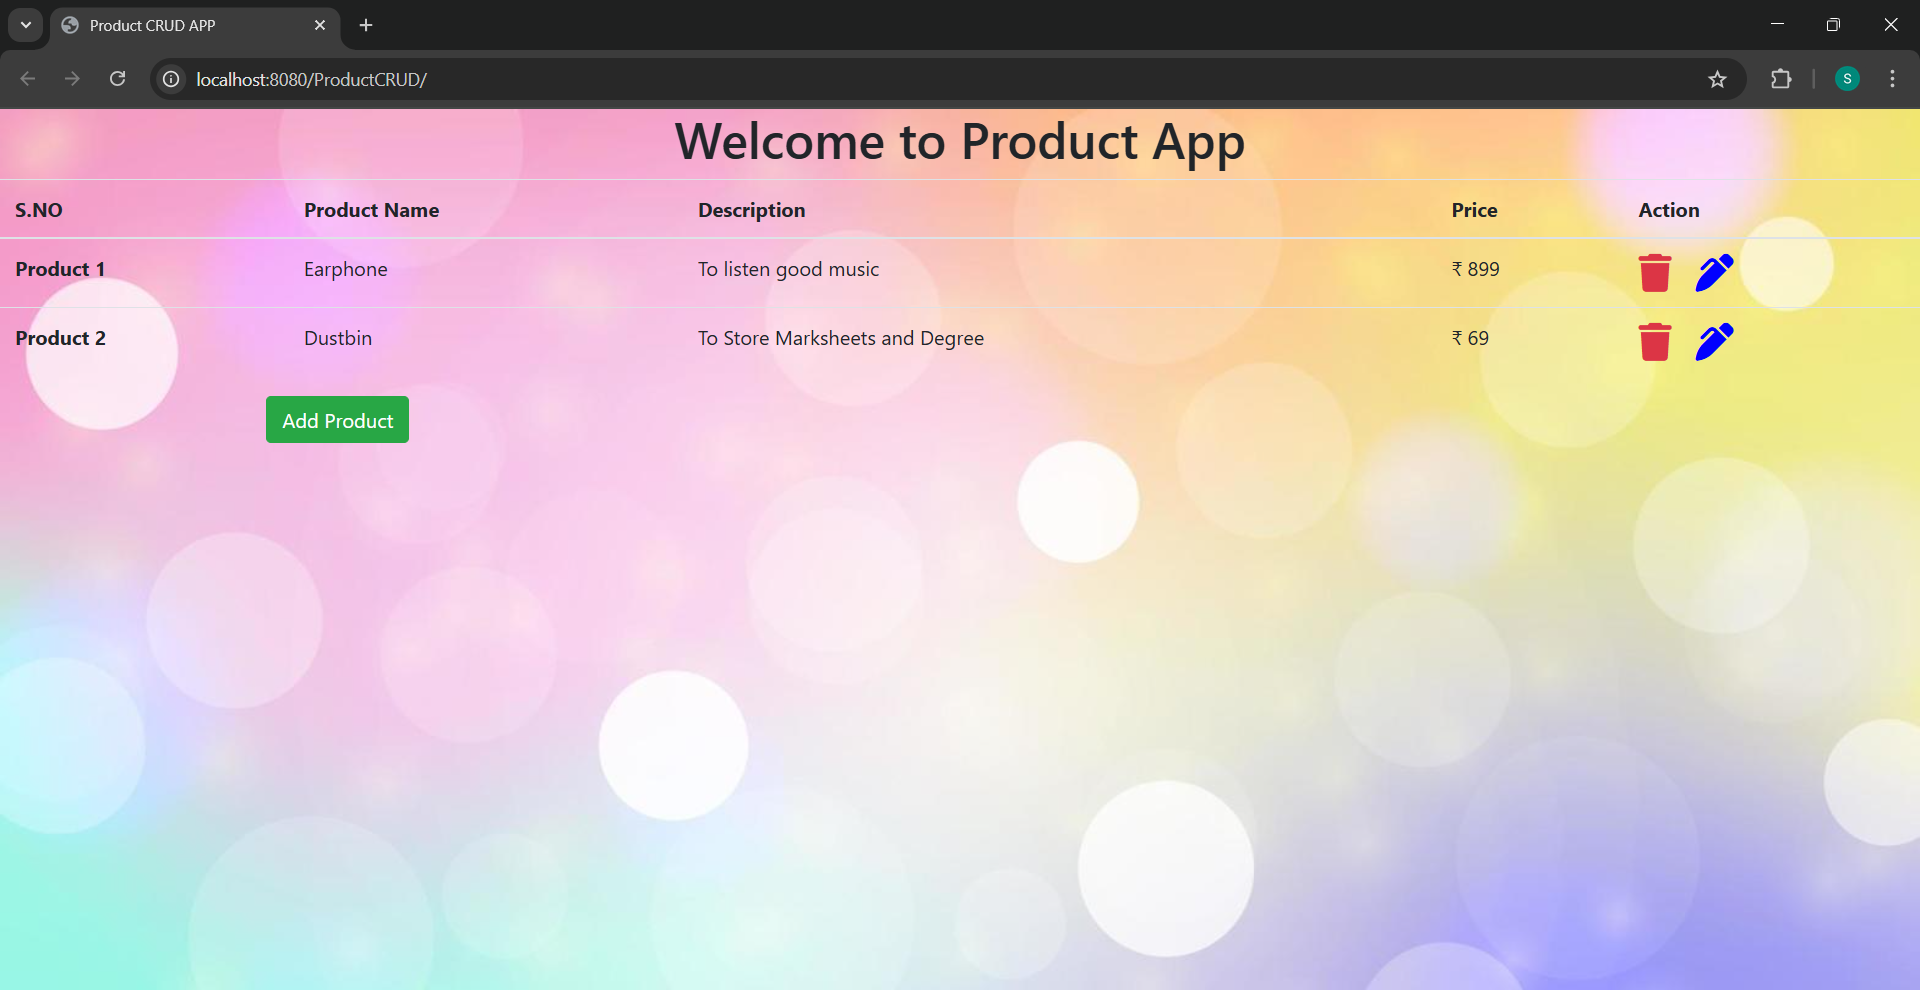 Product CRUD APP
localhost:8080/ProductCRUD/
S
Welcome to Product App
S.NO Product Name Description Price Action
Product 1 Earphone To listen good music ₹ 899
Product 2 Dustbin To Store Marksheets and Degree ₹ 69
Add Product